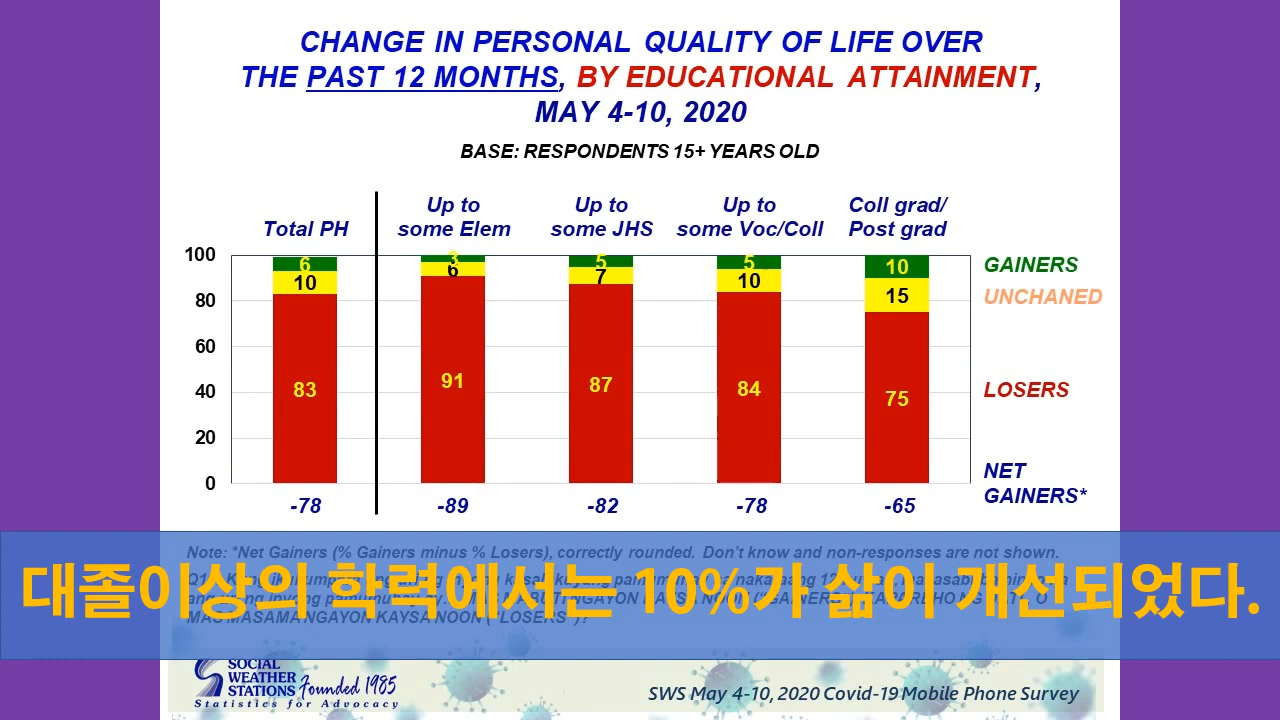 CHANGE IN PERSONAL QUALITY OF LIFE OVER
THE PAST 12 MONTHS, BY EDUCATIONAL ATTAINMENT,
MAY 4-10, 2020
BASE: RESPONDENTS 15+ YEARS OLD
Total PH
Up to
some Elem
Up to
some JHS
Up to
some Voc/Coll
Coll grad/
Post grad
100
80
60
40
20
0
6
10
83
3
6
91
5
7
87
5
10
84
10
15
75
GAINERS
UNCHANED
LOSERS
NET
GAINERS*
-78
-89
-82
-78
-65
Note: *Net Gainers (% Gainers minus % Losers), correctly rounded. Don't know and non-responses are not shown.
대졸이상의 학력에서는 10%가 삶이 개선되었다.
MAS MASAMA NGAYON KAYSA NOON ("LOSERS")?
SOCIAL
WEATHER
STATIONS Founded 1985
Statistics for Advocacy
SWS May 4-10, 2020 Covid-19 Mobile Phone Survey